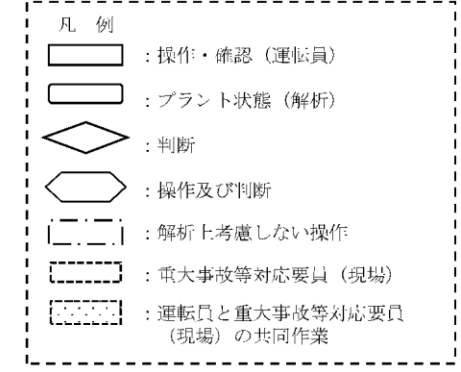 凡 例
：操作・確認（運転員）
：プラント状態（解析）
：判断
：操作及び判断
：解析上考慮しない操作
：重大事故等対応要員（現場）
：運転員と重大事故等対応要員
（現場）の共同作業